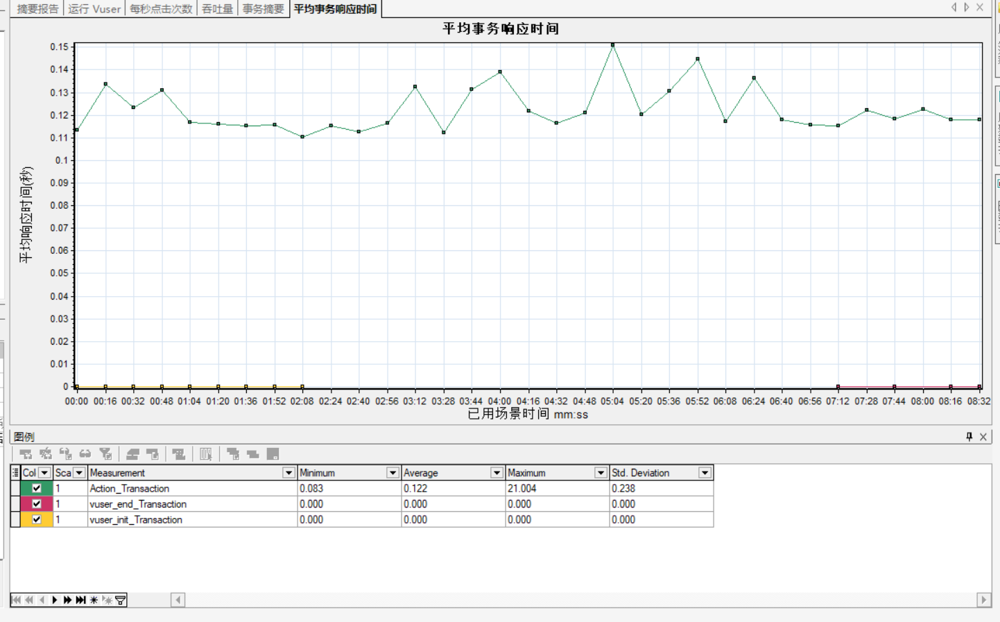 摘要报告 运行 Vuser 每秒点击次数 吞吐量 事务摘要 平均事务响应时间
平均事务响应时间
0.15
0.14
0.13
0.12
0.11
0.1
0.09
0.08
0.07
0.06
0.05
0.04
0.03
0.02
0.01
0
平均响应时间(秒)
00:00 00:16 00:32 00:48 01:04 01:20 01:36 01:52 02:08 02:24 02:40 02:56 03:12 03:28 03:44 04:00 04:16 04:32 04:48 05:04 05:20 05:36 05:52 06:08 06:24 06:40 06:56 07:12 07:28 07:44 08:00 08:16 08:32
已用场景时间 mm:ss
图例
Col Sca Measurement Minimum Average Maximum Std. Deviation
1 Action_Transaction 0.083 0.122 21.004 0.238
1 vuser_end_Transaction 0.000 0.000 0.000 0.000
1 vuser_init_Transaction 0.000 0.000 0.000 0.000